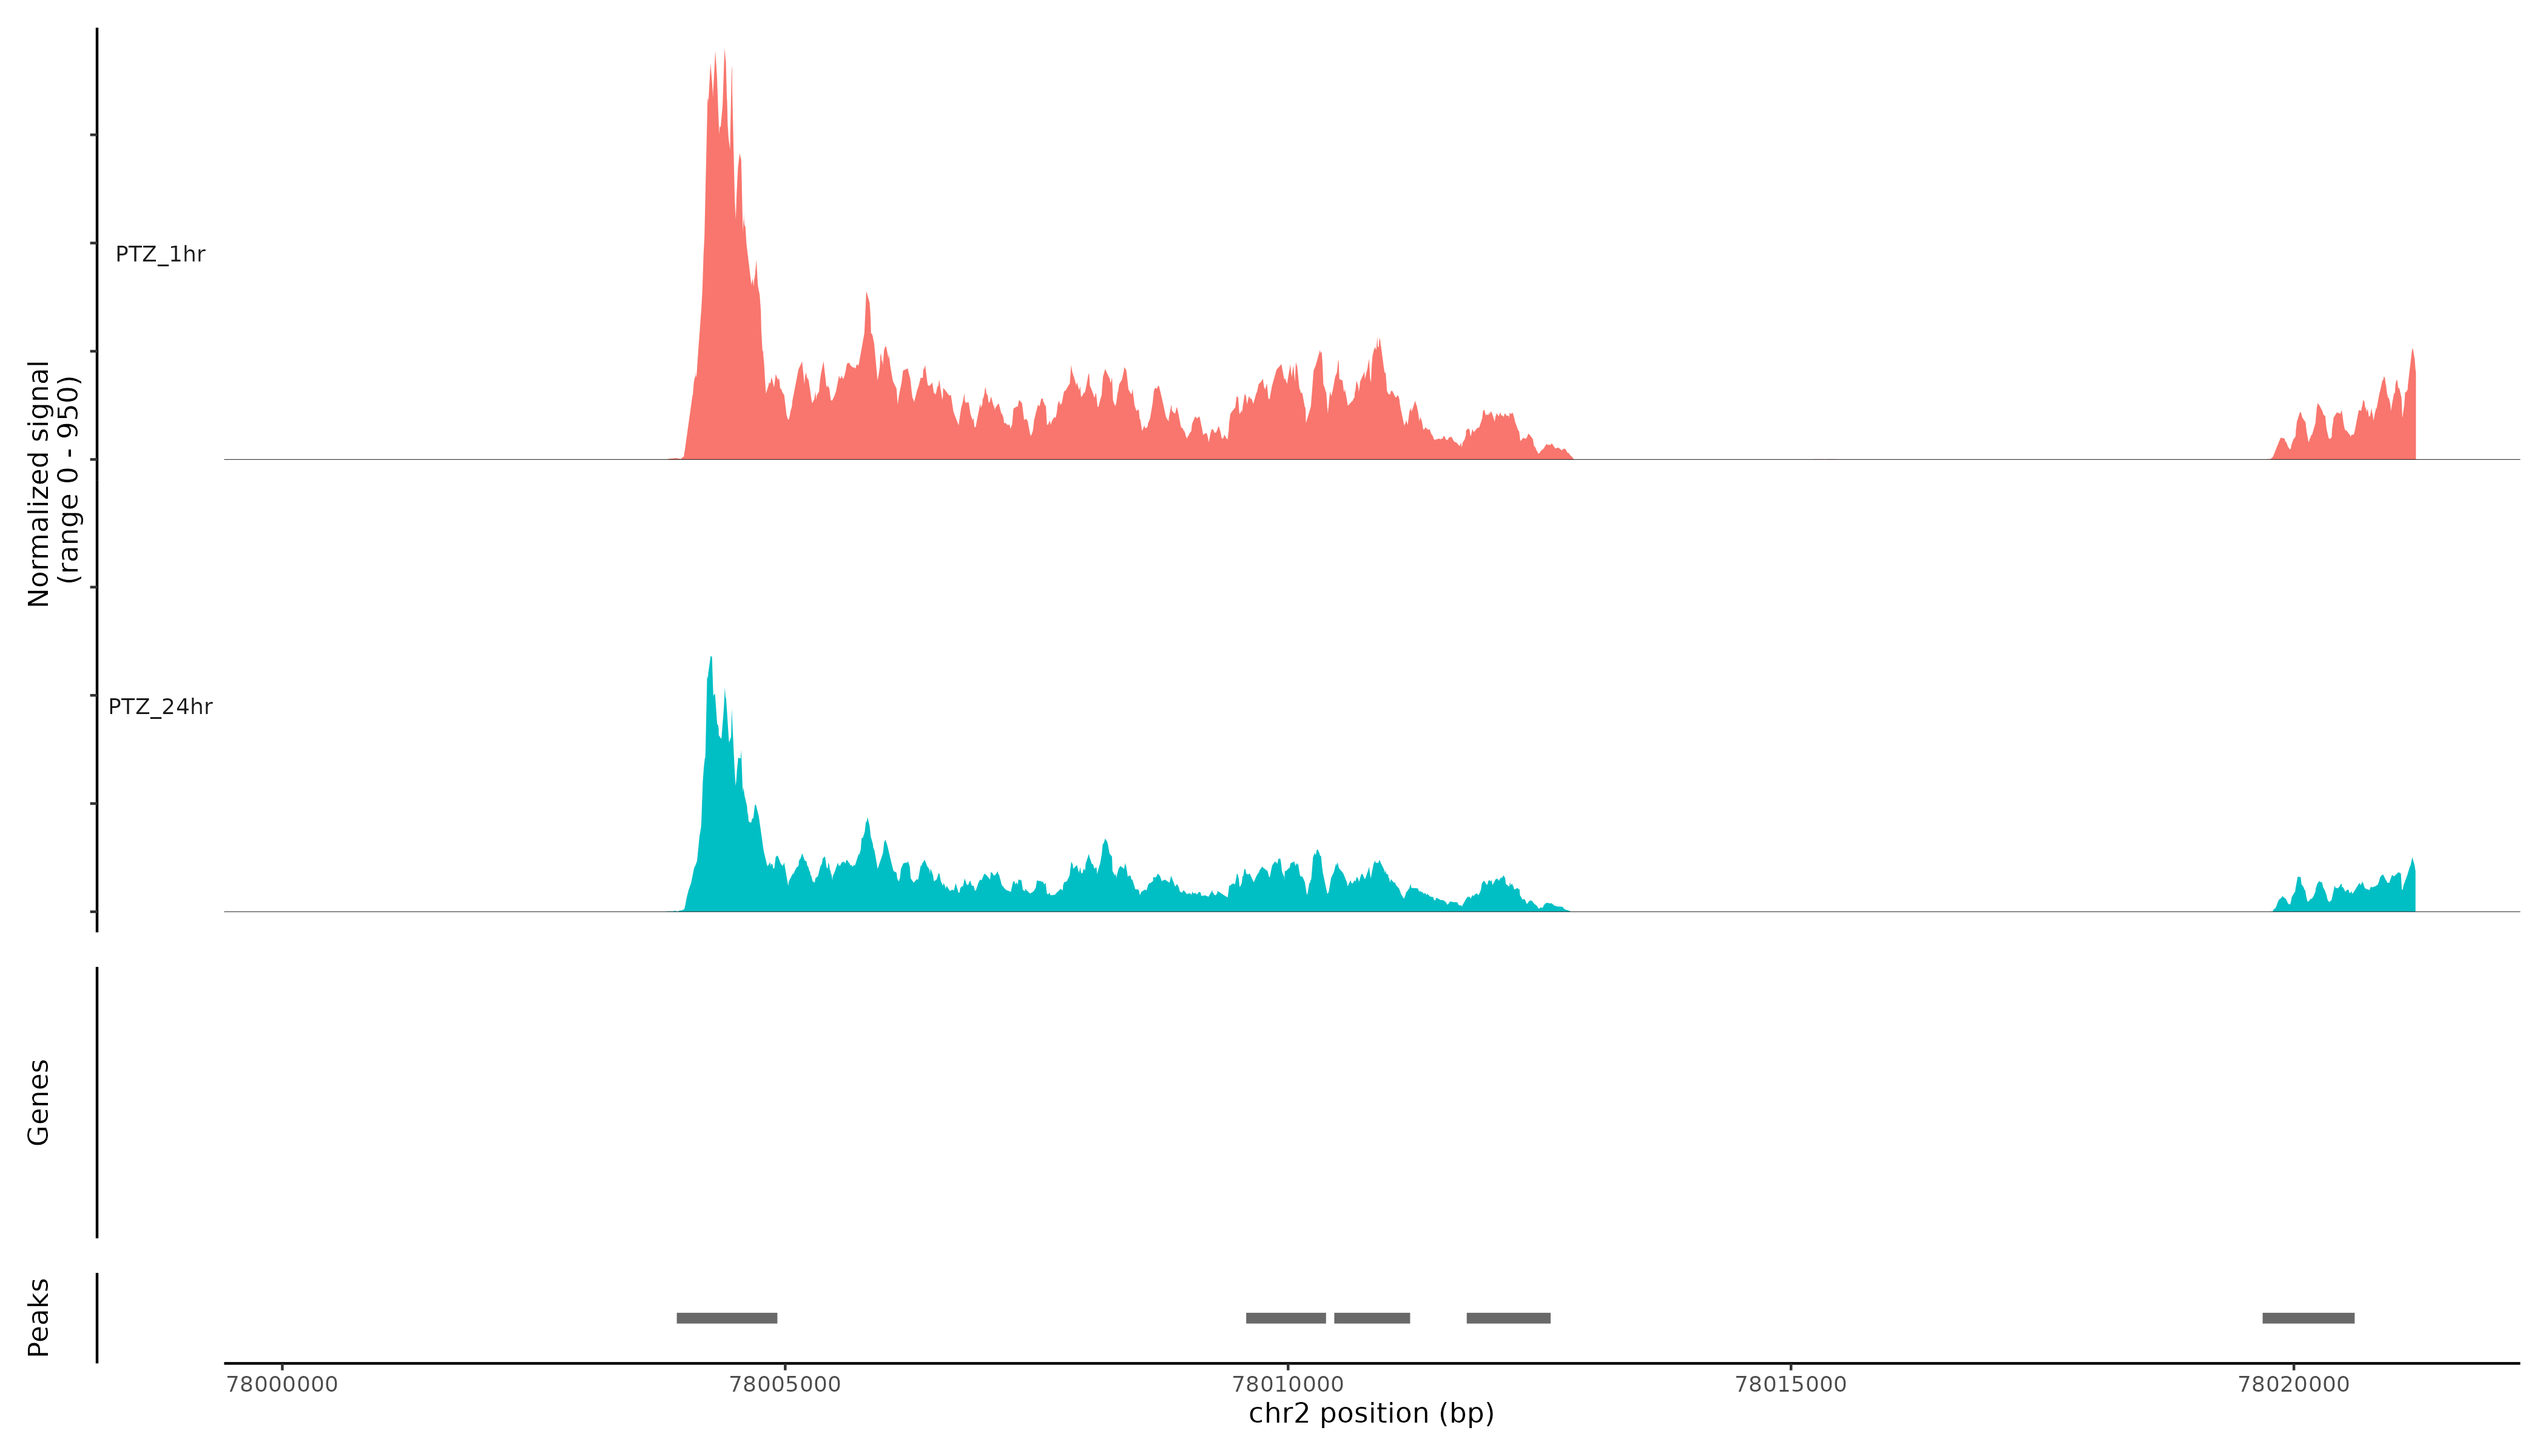 Normalized signal
(range 0 - 950)
PTZ_1hr
PTZ_24hr
Genes
Peaks
78000000
78005000
78010000
78015000
78020000
chr2 position (bp)